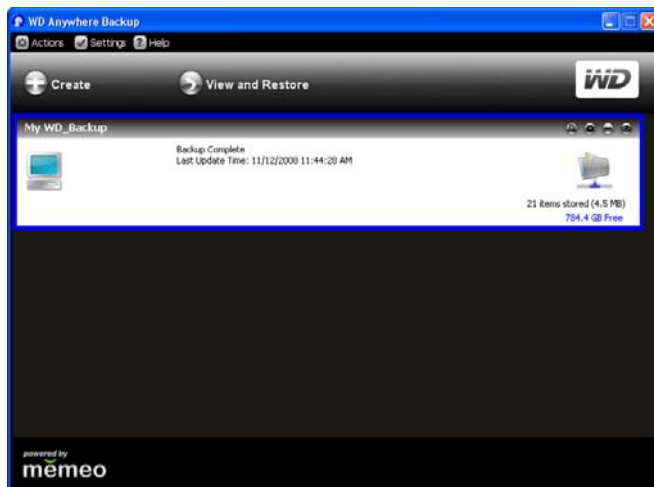 WD Anywhere Backup
Actions Settings ? Help
Create View and Restore WD
My WD_Backup
Backup Complete
Last Update Time: 11/12/2008 11:44:28 AM
21 items stored (4.5 MB)
784.4 GB Free
powered by
mĕmeo